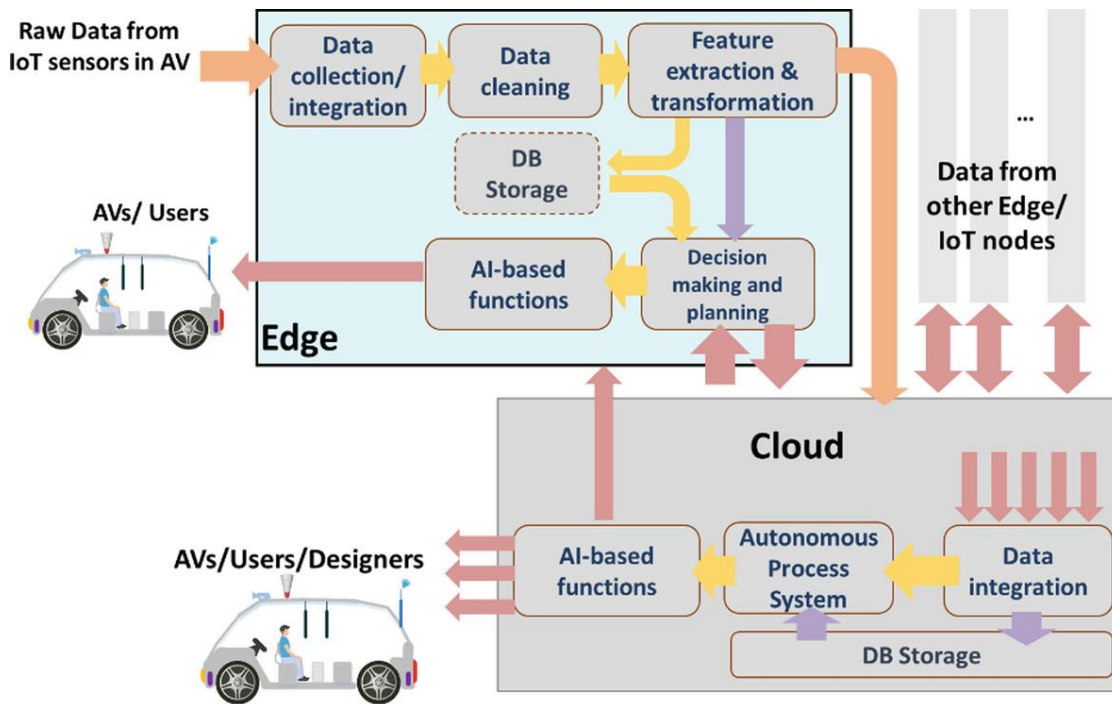 Raw Data from
IoT sensors in AV
Data
collection/
integration
Data
cleaning
Feature
extraction &
transformation
DB
Storage
AI-based
functions
Decision
making and
planning
Edge
AVs/ Users
...
Data from
other Edge/
IoT nodes
Cloud
AVs/Users/Designers
AI-based
functions
Autonomous
Process
System
Data
integration
DB Storage